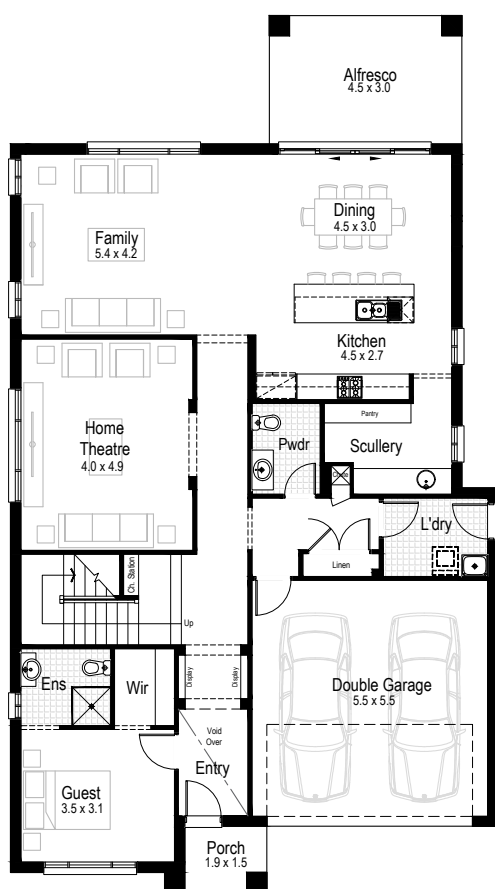 Alfresco
4.5 x 3.0
Dining
4.5 x 3.0
Family
5.4 x 4.2
Kitchen
4.5 x 2.7
Home
Theatre
4.0 x 4.9
Pantry
Scullery
Pwdr
L'dry
Linen
Ch. Station
Up
Ens
Wir
Display
Display
Double Garage
5.5 x 5.5
Void
Over
Entry
Guest
3.5 x 3.1
Porch
1.9 x 1.5